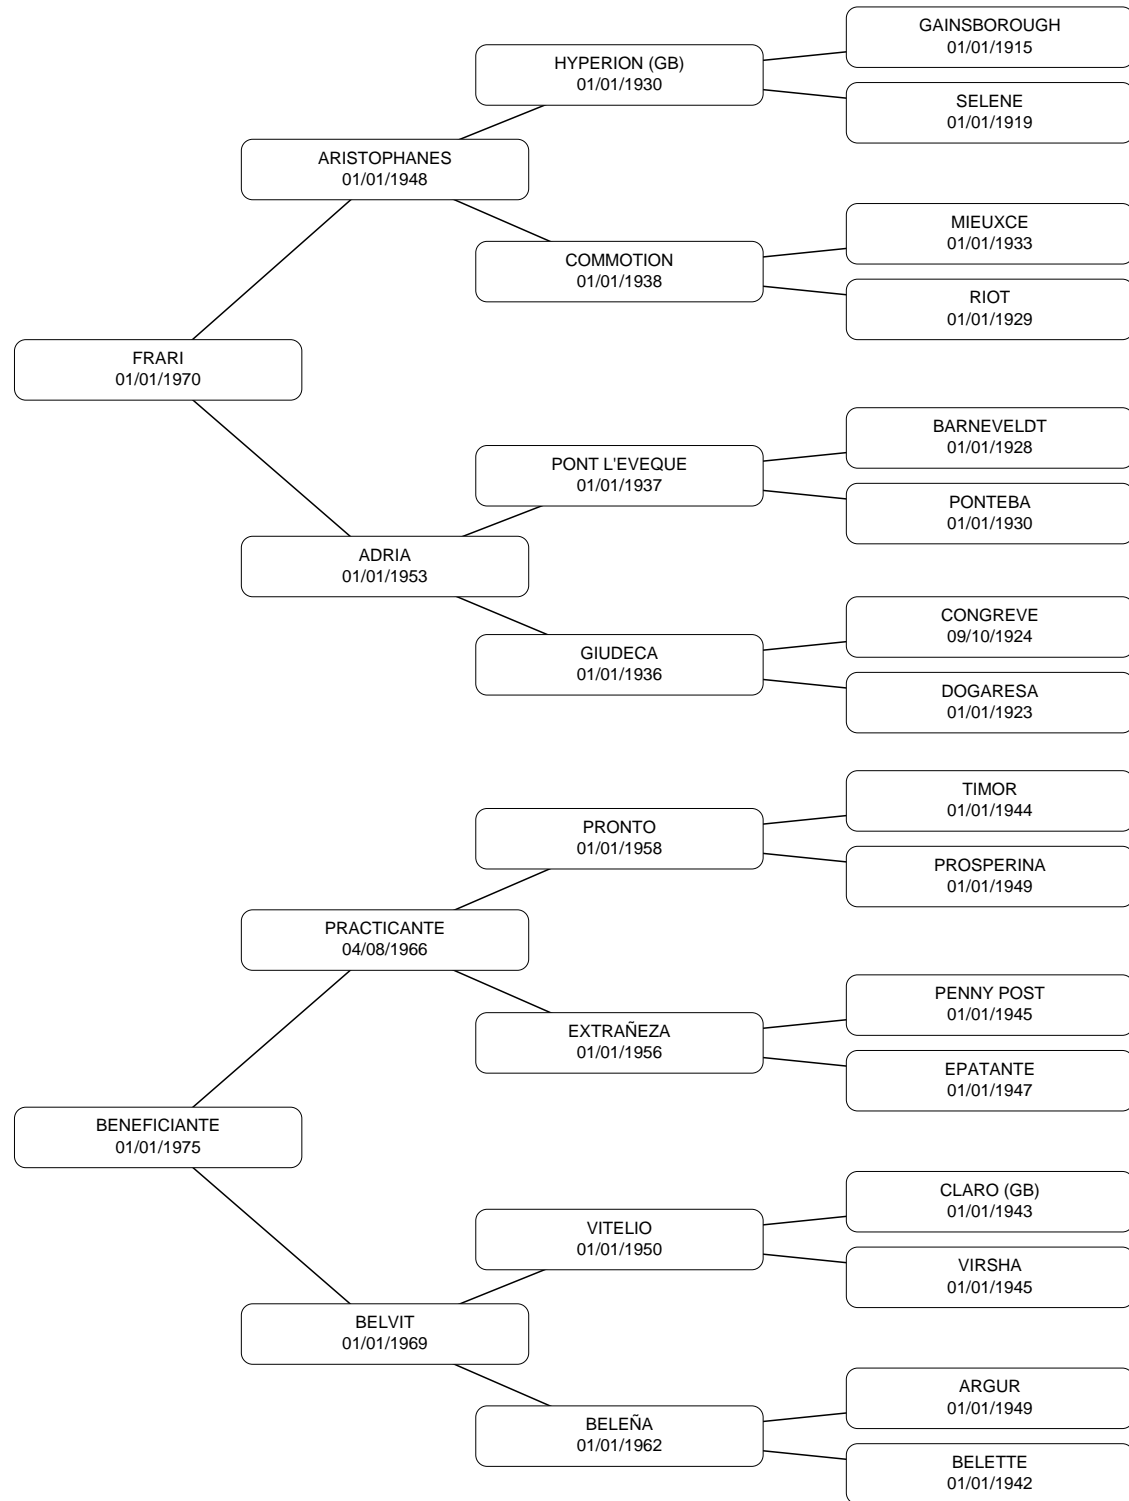 GAINSBOROUGH
01/01/1915
HYPERION (GB)
01/01/1930
SELENE
01/01/1919
ARISTOPHANES
01/01/1948
MIEUXCE
01/01/1933
COMMOTION
01/01/1938
RIOT
01/01/1929
FRARI
01/01/1970
BARNEVELDT
01/01/1928
PONT L'EVEQUE
01/01/1937
PONTEBA
01/01/1930
ADRIA
01/01/1953
CONGREVE
09/10/1924
GIUDECA
01/01/1936
DOGARESA
01/01/1923
TIMOR
01/01/1944
PRONTO
01/01/1958
PROSPERINA
01/01/1949
PRACTICANTE
04/08/1966
PENNY POST
01/01/1945
EXTRAÑEZA
01/01/1956
EPATANTE
01/01/1947
BENEFICIANTE
01/01/1975
CLARO (GB)
01/01/1943
VITELIO
01/01/1950
VIRSHA
01/01/1945
BELVIT
01/01/1969
ARGUR
01/01/1949
BELEÑA
01/01/1962
BELETTE
01/01/1942